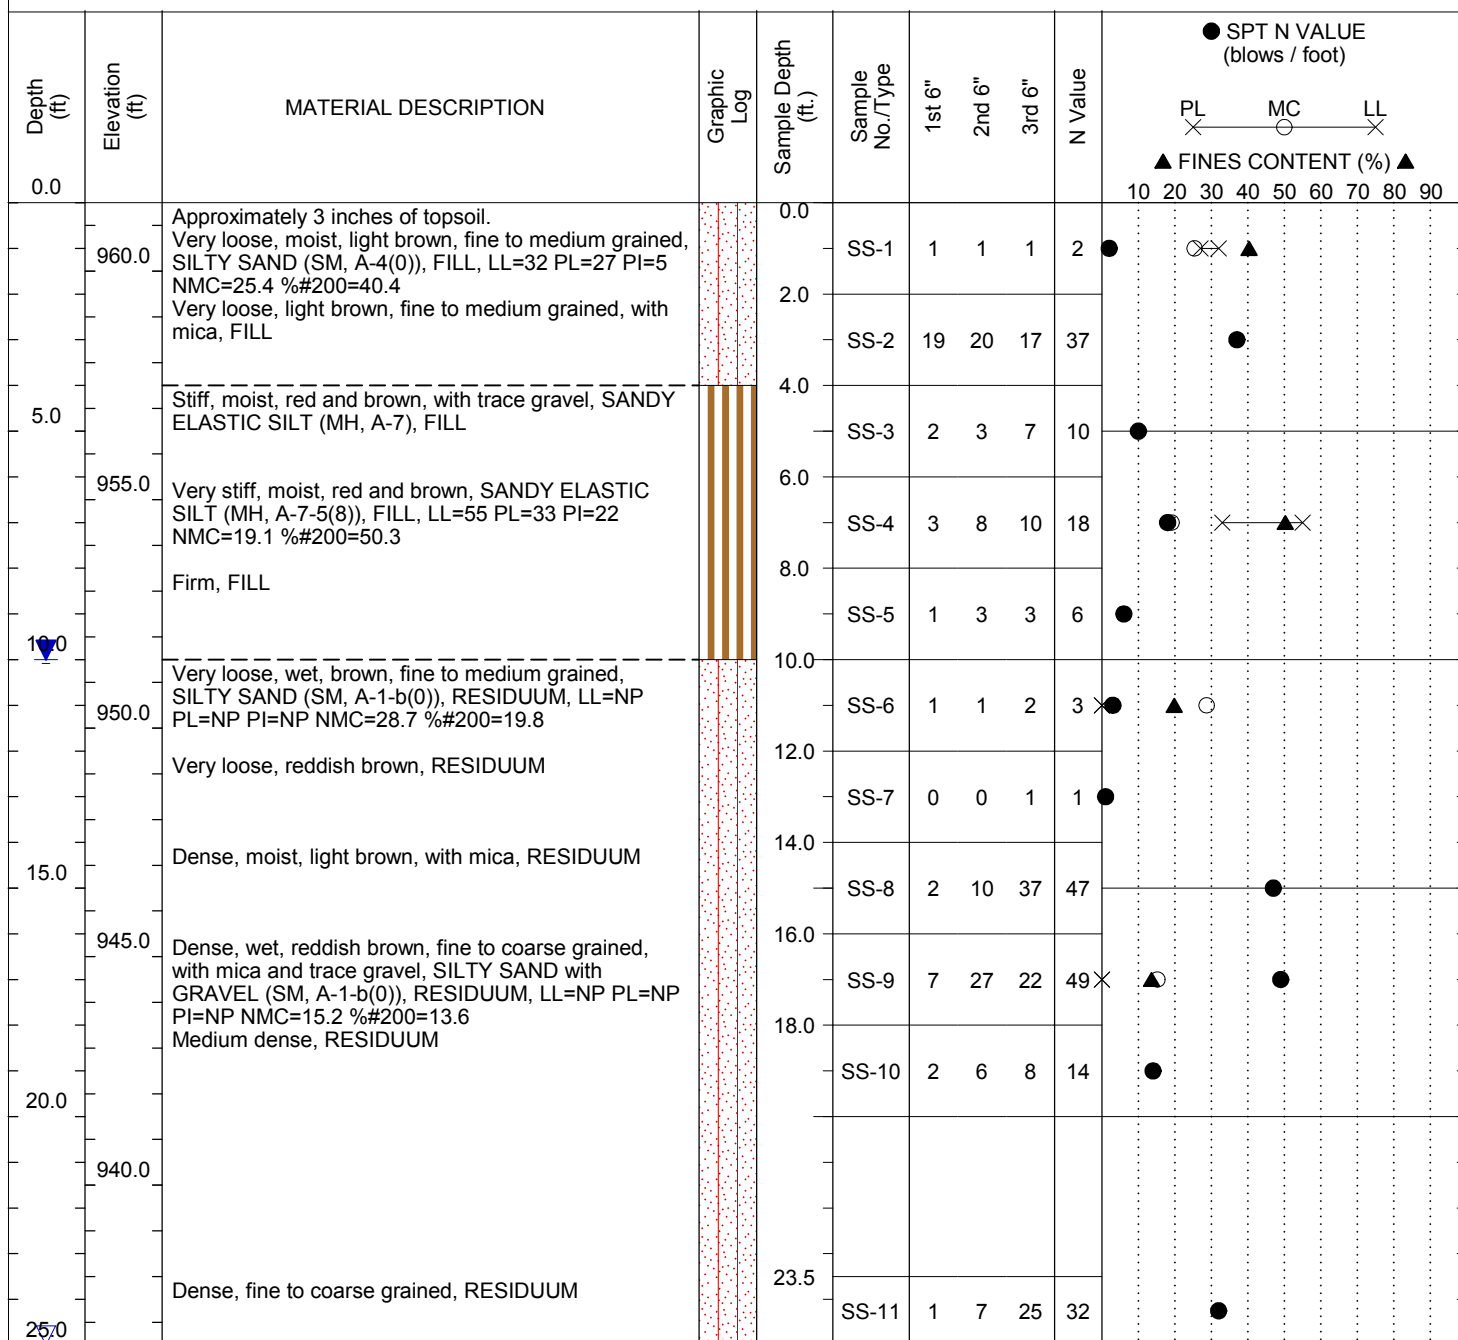 Depth (ft)
Elevation (ft)
MATERIAL DESCRIPTION
Graphic Log
Sample Depth (ft.)
Sample No./Type
1st 6"
2nd 6"
3rd 6"
N Value
● SPT N VALUE
(blows / foot)
PL MC LL
▲ FINES CONTENT (%) ▲
10 20 30 40 50 60 70 80 90
0.0
0.0
Approximately 3 inches of topsoil.
Very loose, moist, light brown, fine to medium grained,
960.0
SILTY SAND (SM, A-4(0)), FILL, LL=32 PL=27 PI=5
NMC=25.4 %#200=40.4
SS-1 1 1 1 2
2.0
Very loose, light brown, fine to medium grained, with
mica, FILL
SS-2 19 20 17 37
4.0
Stiff, moist, red and brown, with trace gravel, SANDY
ELASTIC SILT (MH, A-7), FILL
5.0
SS-3 2 3 7 10
6.0
955.0
Very stiff, moist, red and brown, SANDY ELASTIC
SILT (MH, A-7-5(8)), FILL, LL=55 PL=33 PI=22
NMC=19.1 %#200=50.3
SS-4 3 8 10 18
8.0
Firm, FILL
SS-5 1 3 3 6
10.0
10.0
Very loose, wet, brown, fine to medium grained,
SILTY SAND (SM, A-1-b(0)), RESIDUUM, LL=NP
950.0
PL=NP PI=NP NMC=28.7 %#200=19.8
SS-6 1 1 2 3
12.0
Very loose, reddish brown, RESIDUUM
SS-7 0 0 1 1
14.0
Dense, moist, light brown, with mica, RESIDUUM
15.0
SS-8 2 10 37 47
16.0
945.0
Dense, wet, reddish brown, fine to coarse grained,
with mica and trace gravel, SILTY SAND with
GRAVEL (SM, A-1-b(0)), RESIDUUM, LL=NP PL=NP
PI=NP NMC=15.2 %#200=13.6
SS-9 7 27 22 49
18.0
Medium dense, RESIDUUM
SS-10 2 6 8 14
20.0
940.0
23.5
Dense, fine to coarse grained, RESIDUUM
SS-11 1 7 25 32
25.0